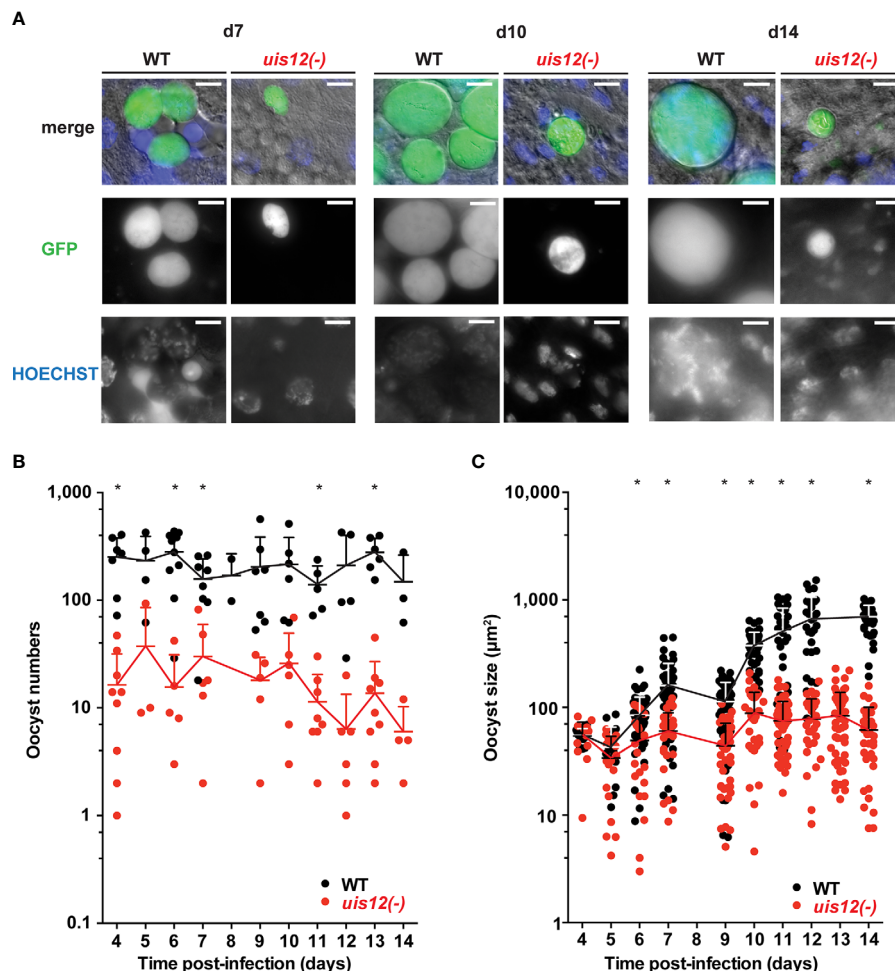 A
d7
d10
d14
WT
uis12(-)
WT
uis12(-)
WT
uis12(-)
merge
GFP
HOECHST
B
C
1,000
100
10
1
0.1
Oocyst numbers
4 5 6 7 8 9 10 11 12 13 14
Time post-infection (days)
* * * * *
WT
uis12(-)
10,000
1,000
100
10
1
Oocyst size (µm²)
4 5 6 7 8 9 10 11 12 13 14
Time post-infection (days)
* * * * * * *
WT
uis12(-)